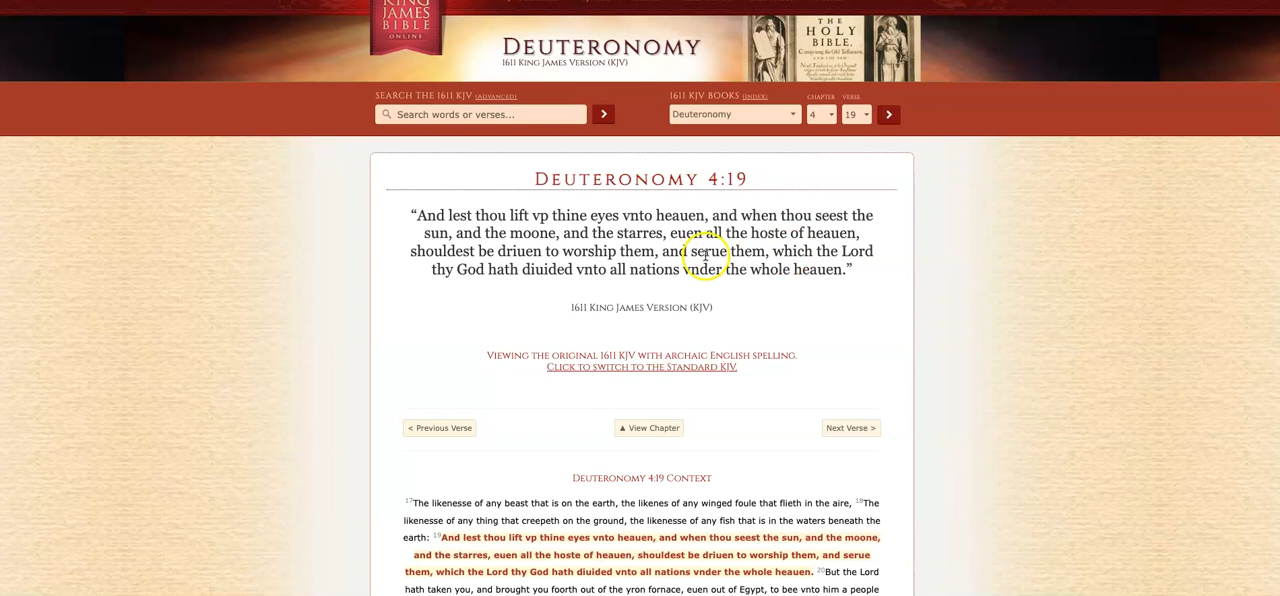 KING
JAMES
BIBLE
ONLINE
DEUTERONOMY
1611 KING JAMES VERSION (KJV)
THE
HOLY
BIBLE,
SEARCH THE 1611 KJV (ADVANCED)
1611 KJV BOOKS (INDEX)
CHAPTER
VERSE
Search words or verses...
Deuteronomy
4
19
DEUTERONOMY 4:19
“And lest thou lift vp thine eyes vnto heauen, and when thou seest the
sun, and the moone, and the starres, euen all the hoste of heauen,
shouldest be driuen to worship them, and serue them, which the Lord
thy God hath diuided vnto all nations vnder the whole heauen.”
1611 KING JAMES VERSION (KJV)
VIEWING THE ORIGINAL 1611 KJV WITH ARCHAIC ENGLISH SPELLING.
CLICK TO SWITCH TO THE STANDARD KJV.
< Previous Verse
▲ View Chapter
Next Verse >
DEUTERONOMY 4:19 CONTEXT
17The likenesse of any beast that is on the earth, the likenes of any winged foule that flieth in the aire, 18The
likenesse of any thing that creepeth on the ground, the likenesse of any fish that is in the waters beneath the
earth: 19And lest thou lift vp thine eyes vnto heauen, and when thou seest the sun, and the moone,
and the starres, euen all the hoste of heauen, shouldest be driuen to worship them, and serue
them, which the Lord thy God hath diuided vnto all nations vnder the whole heauen. 20But the Lord
hath taken you, and brought you foorth out of the yron fornace, euen out of Egypt, to bee vnto him a people